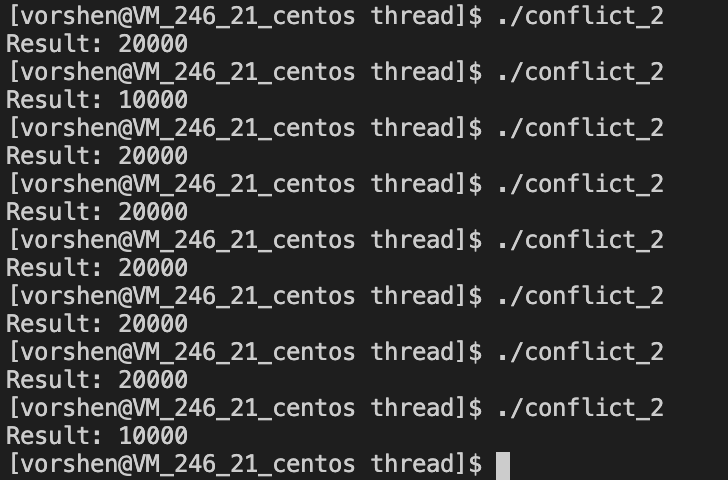 [vorshen@VM_246_21_centos thread]$ ./conflict_2
Result: 20000
[vorshen@VM_246_21_centos thread]$ ./conflict_2
Result: 10000
[vorshen@VM_246_21_centos thread]$ ./conflict_2
Result: 20000
[vorshen@VM_246_21_centos thread]$ ./conflict_2
Result: 20000
[vorshen@VM_246_21_centos thread]$ ./conflict_2
Result: 20000
[vorshen@VM_246_21_centos thread]$ ./conflict_2
Result: 20000
[vorshen@VM_246_21_centos thread]$ ./conflict_2
Result: 20000
[vorshen@VM_246_21_centos thread]$ ./conflict_2
Result: 10000
[vorshen@VM_246_21_centos thread]$